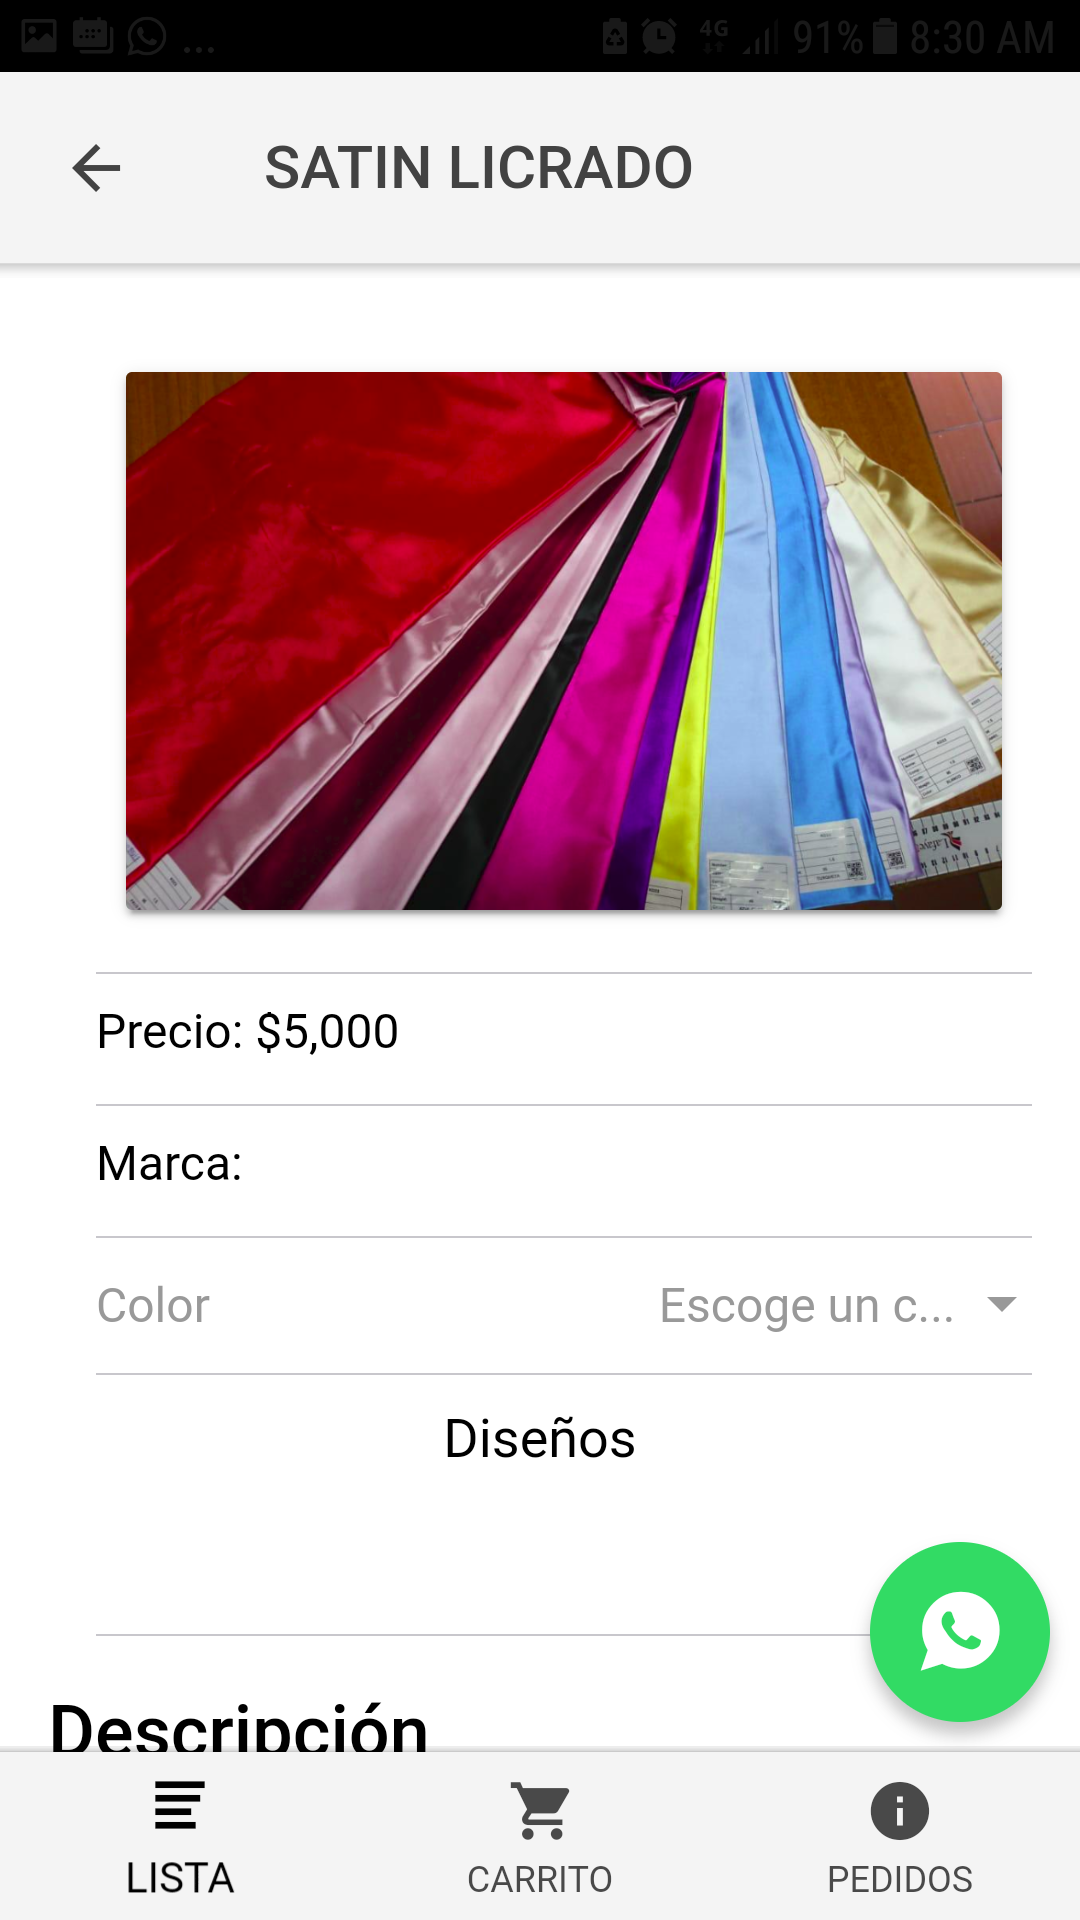 ... 4G 91% 8:30 AM
SATIN LICRADO
Precio: $5,000
Marca:
Color Escoge un c...
Diseños
Descripción
LISTA CARRITO PEDIDOS